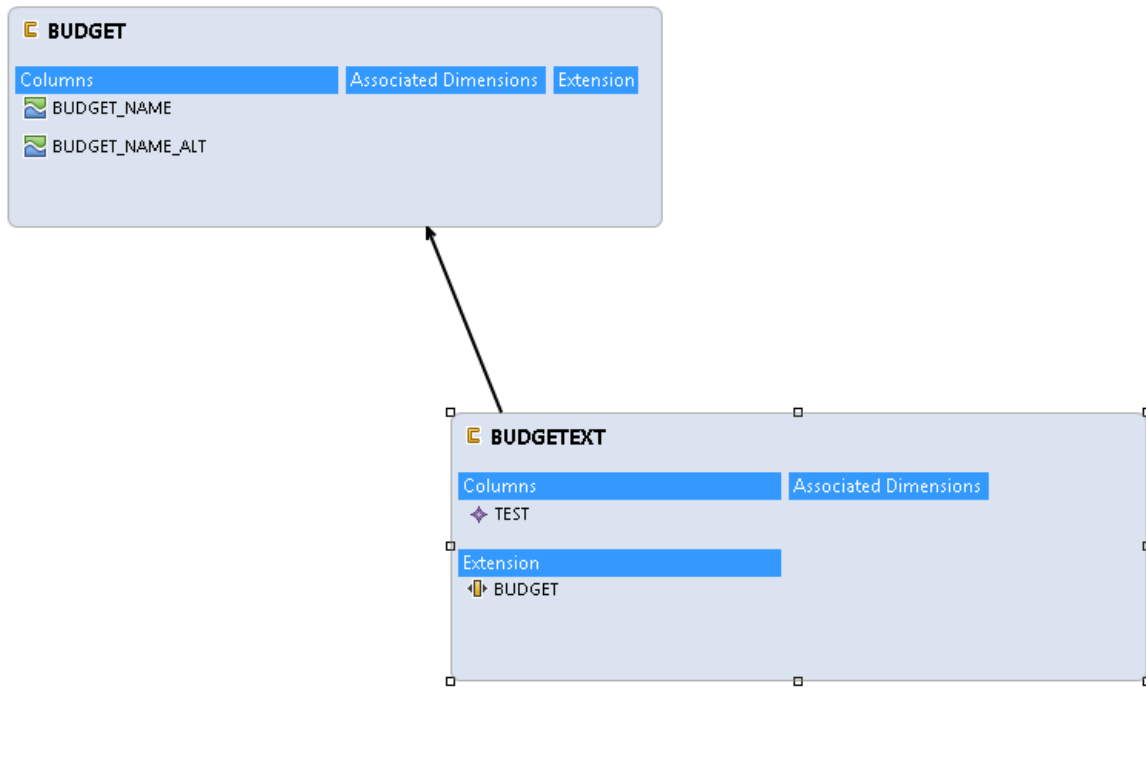 BUDGET
Columns Associated Dimensions Extension
BUDGET_NAME
BUDGET_NAME_ALT
BUDGETEXT
Columns Associated Dimensions
TEST
Extension
BUDGET